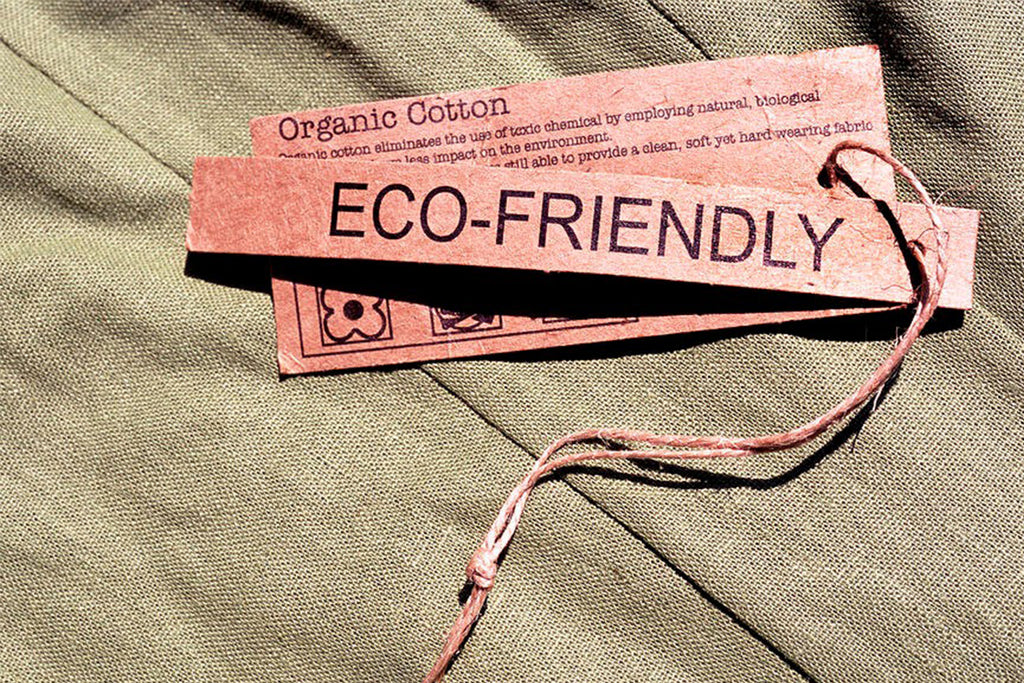 Organic Cotton
Organic cotton eliminates the use of toxic chemical by employing natural, biological
less impact on the environment.
still able to provide a clean, soft yet hard wearing fabric
ECO-FRIENDLY